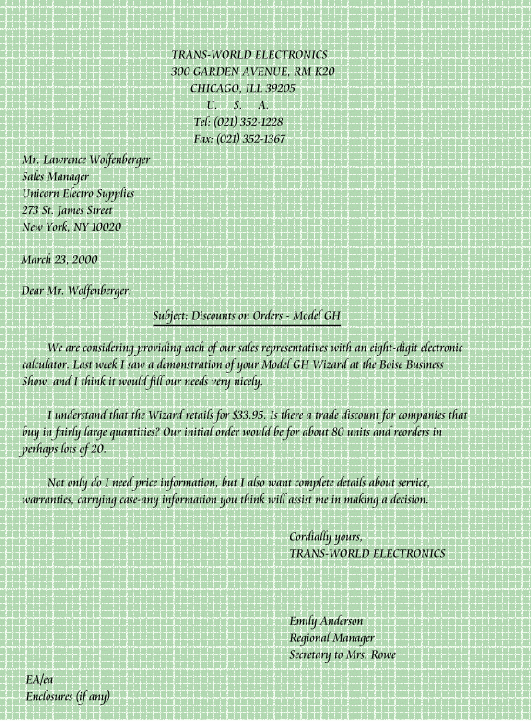 TRANS-WORLD ELECTRONICS
300 GARDEN AVENUE, RM K20
CHICAGO, ILL 39205
U. S. A.
Tel: (021) 352-1228
Fax: (021) 352-1367
Mr. Lawrence Wolfenberger
Sales Manager
Unicorn Electro Supplies
273 St. James Street
New York, NY 10020
March 23, 2000
Dear Mr. Wolfenberger
Subject: Discounts on Orders - Model GH
We are considering providing each of our sales representatives with an eight-digit electronic
calculator. Last week I saw a demonstration of your Model GH Wizard at the Boise Business
Show and I think it would fill our needs very nicely.
I understand that the Wizard retails for $33.95. Is there a trade discount for companies that
buy in fairly large quantities? Our initial order would be for about 80 units and reorders in
perhaps lots of 20.
Not only do I need price information, but I also want complete details about service,
warranties, carrying case-any information you think will assist me in making a decision.
Cordially yours,
TRANS-WORLD ELECTRONICS
Emily Anderson
Regional Manager
Secretary to Mrs. Rowe
EA/ea
Enclosures (if any)